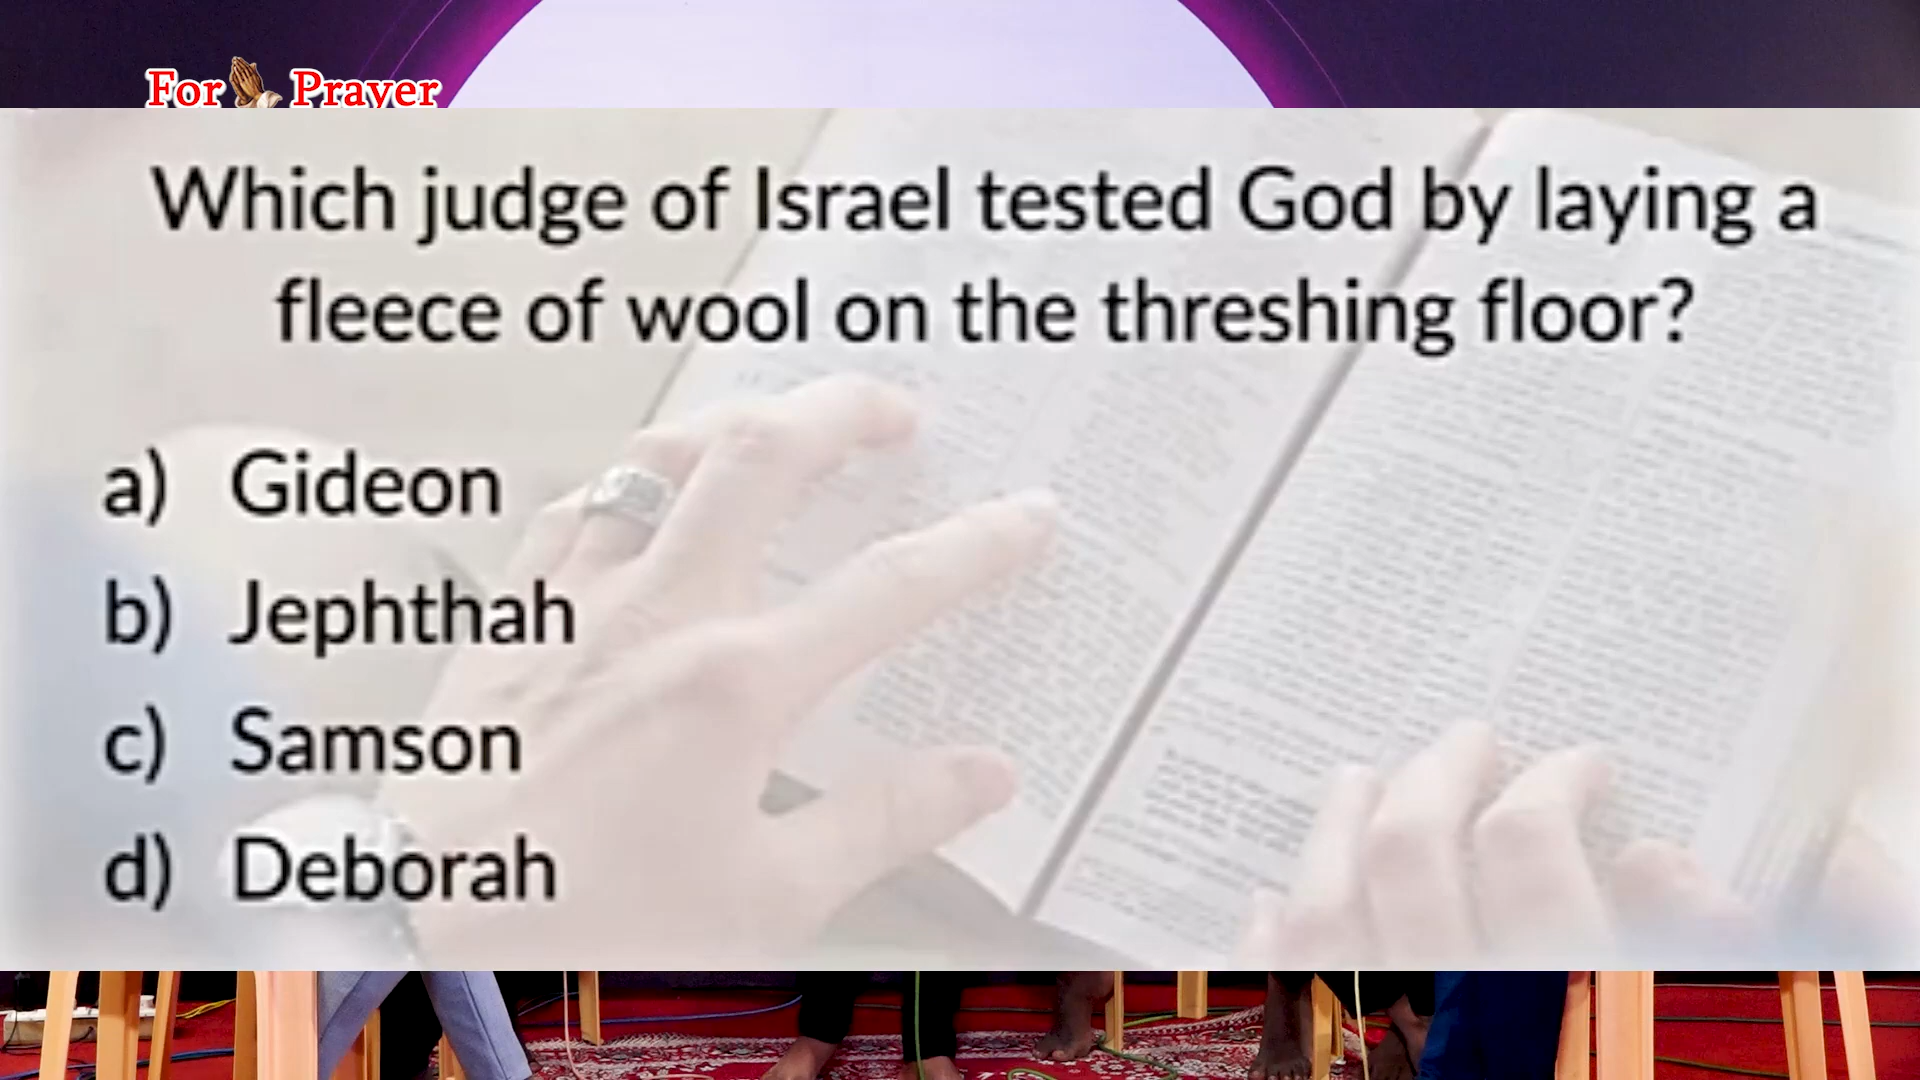 For Prayer
Which judge of Israel tested God by laying a
fleece of wool on the threshing floor?
a) Gideon
b) Jephthah
c) Samson
d) Deborah